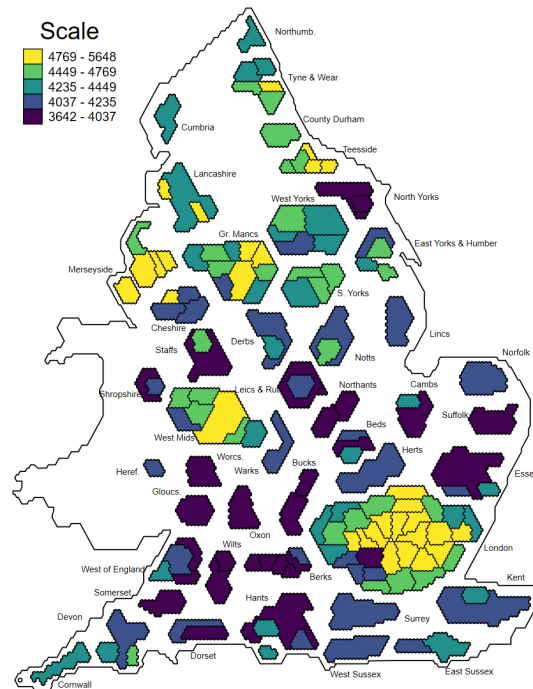 Scale
4769 - 5648
4449 - 4769
4235 - 4449
4037 - 4235
3642 - 4037
Northumb.
Tyne & Wear
County Durham
Cumbria
Teesside
Lancashire
North Yorks
West Yorks
Gr. Mancs
East Yorks & Humber
Merseyside
S. Yorks
Cheshire
Lincs
Staffs
Derbs
Notts
Norfolk
Shropshire
Leics & Rut
Northants
Cambs
Suffolk
West Mids
Beds
Worcs.
Herts
Heref.
Warks
Bucks
Esse
Gloucs.
Oxon
Wilts
London
West of England
Berks
Kent
Somerset
Hants
Devon
Surrey
Dorset
West Sussex
East Sussex
Cornwall